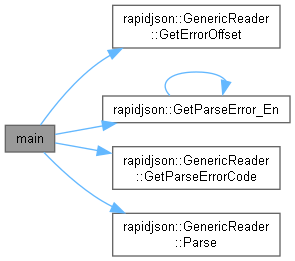 rapidjson::GenericReader
::GetErrorOffset
main
rapidjson::GetParseError_En
rapidjson::GenericReader
::GetParseErrorCode
rapidjson::GenericReader
::Parse